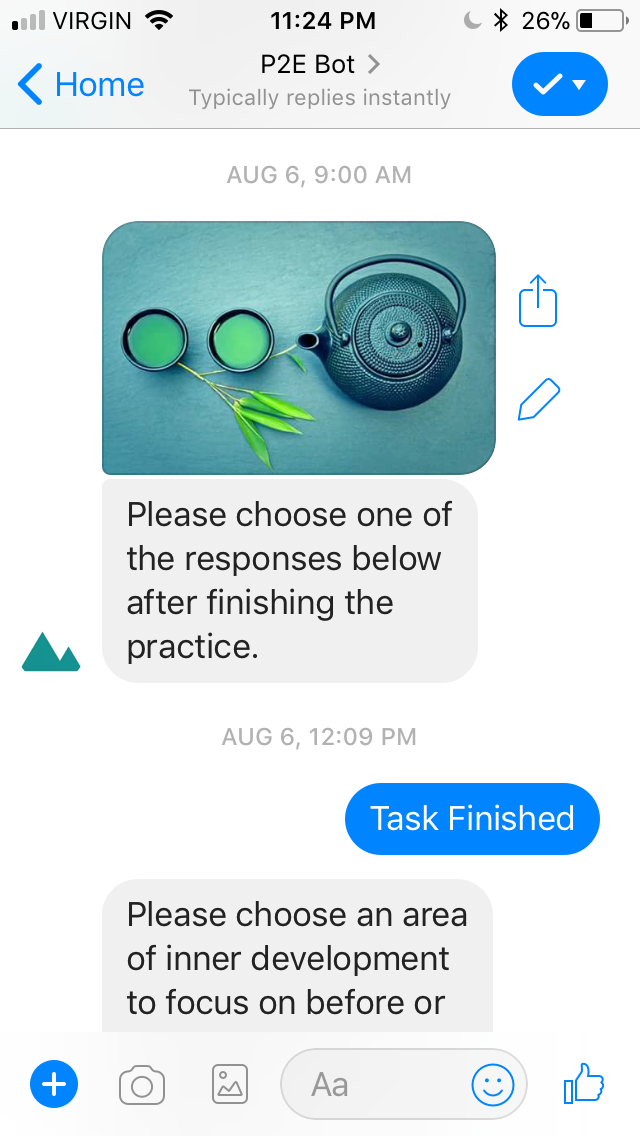 VIRGIN 11:24 PM 26%
Home P2E Bot
Typically replies instantly
AUG 6, 9:00 AM
Please choose one of
the responses below
after finishing the
practice.
AUG 6, 12:09 PM
Task Finished
Please choose an area
of inner development
to focus on before or
Aa